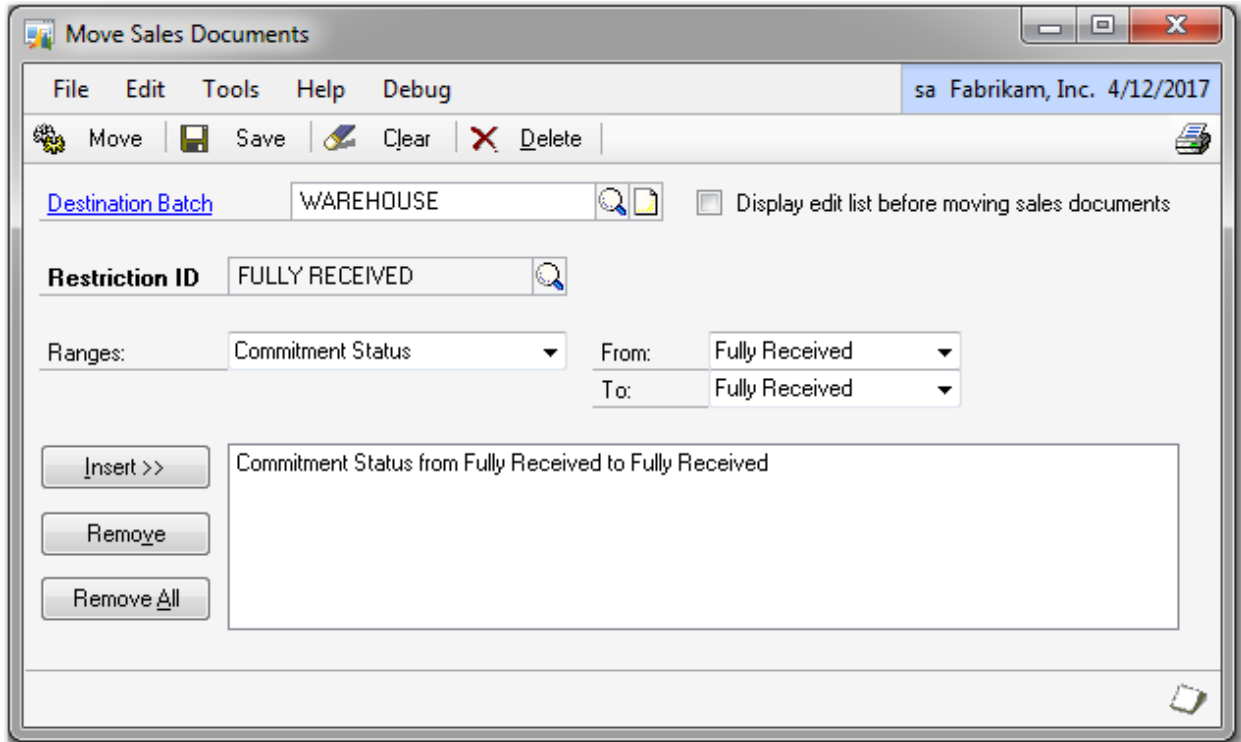 Move Sales Documents
X
File Edit Tools Help Debug sa Fabrikam, Inc. 4/12/2017
Move Save Clear Delete
Destination Batch WAREHOUSE Display edit list before moving sales documents
Restriction ID FULLY RECEIVED
Ranges: Commitment Status From: Fully Received
To: Fully Received
Insert >> Commitment Status from Fully Received to Fully Received
Remove
Remove All